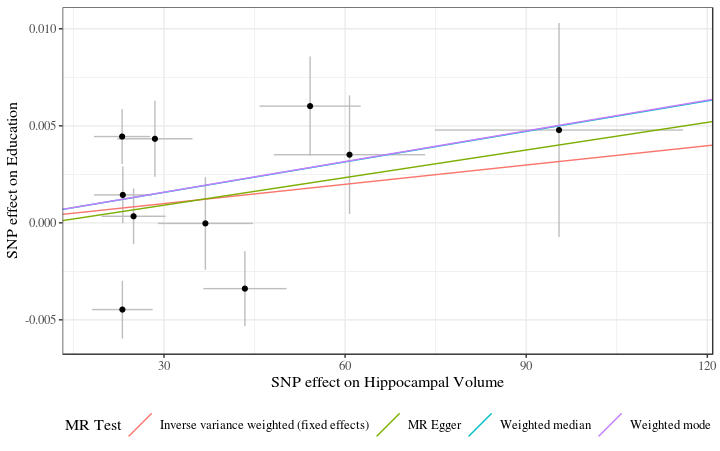 0.010
0.005
0.000
-0.005
SNP effect on Education
30 60 90 120
SNP effect on Hippocampal Volume
MR Test Inverse variance weighted (fixed effects) MR Egger Weighted median Weighted mode